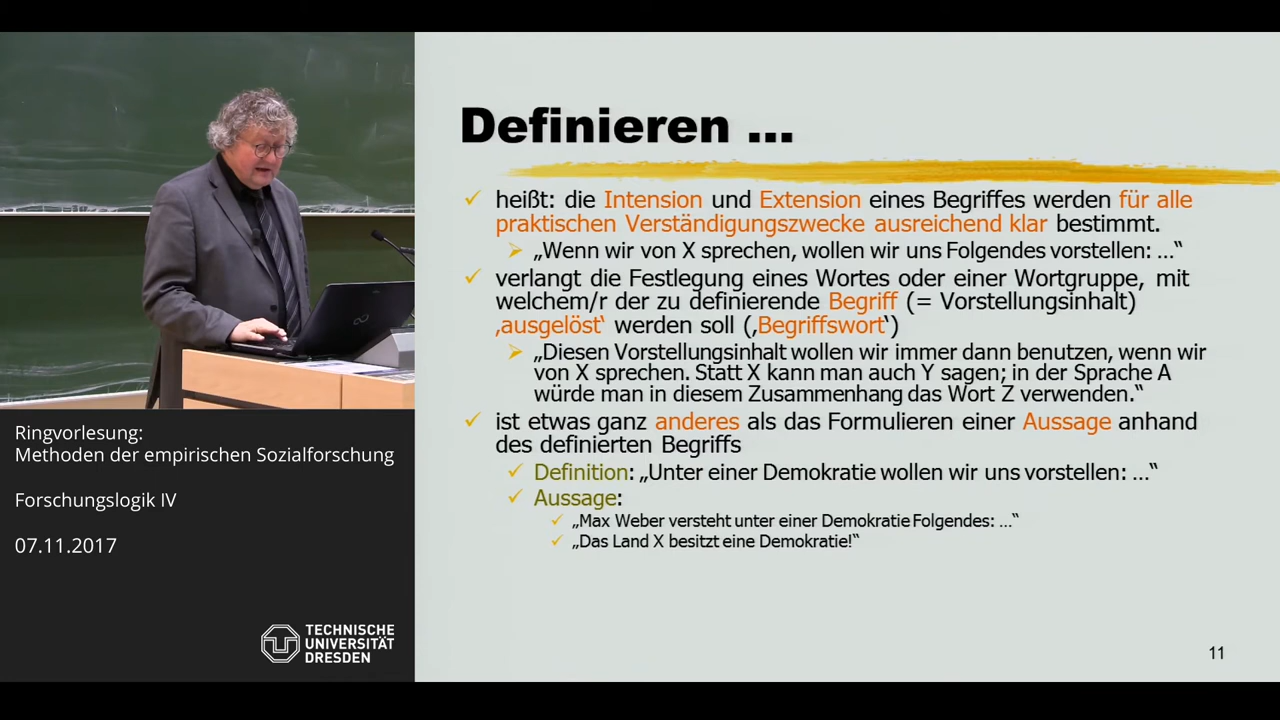 Definieren ...
heißt: die Intension und Extension eines Begriffes werden für alle
praktischen Verständigungszwecke ausreichend klar bestimmt.
„Wenn wir von X sprechen, wollen wir uns Folgendes vorstellen: ...“
verlangt die Festlegung eines Wortes oder einer Wortgruppe, mit
welchem/r der zu definierende Begriff (= Vorstellungsinhalt)
‚ausgelöst‘ werden soll (‚Begriffswort‘)
„Diesen Vorstellungsinhalt wollen wir immer dann benutzen, wenn wir
von X sprechen. Statt X kann man auch Y sagen; in der Sprache A
würde man in diesem Zusammenhang das Wort Z verwenden.“
ist etwas ganz anderes als das Formulieren einer Aussage anhand
des definierten Begriffs
Definition: „Unter einer Demokratie wollen wir uns vorstellen: ...“
Aussage:
„Max Weber versteht unter einer Demokratie Folgendes: ...“
„Das Land X besitzt eine Demokratie!“
11
Ringvorlesung:
Methoden der empirischen Sozialforschung
Forschungslogik IV
07.11.2017
TECHNISCHE
UNIVERSITÄT
DRESDEN